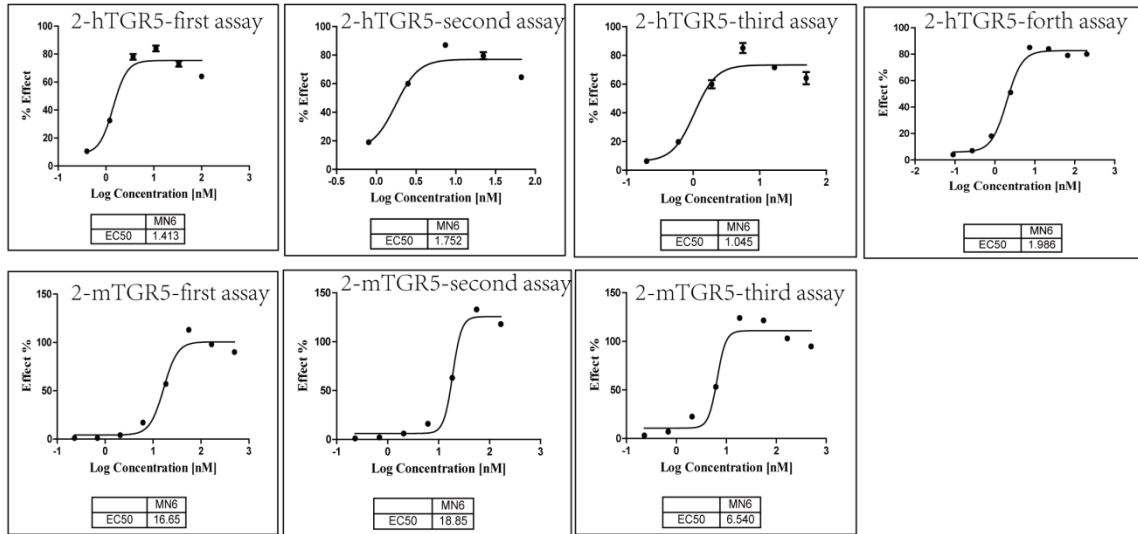 2-hTGR5-first assay
% Effect
100
80
60
40
20
0
-1
0
1
2
3
Log Concentration [nM]
MN6
EC50
1.413
2-hTGR5-second assay
% Effect
100
80
60
40
20
0
-0.5
0.0
0.5
1.0
1.5
2.0
Log Concentration [nM]
MN6
EC50
1.752
2-hTGR5-third assay
% Effect
100
80
60
40
20
0
-1
0
1
2
Log Concentration [nM]
MN6
EC50
1.045
2-hTGR5-forth assay
Effect %
100
80
60
40
20
0
-2
-1
0
1
2
3
Log Concentration [nM]
MN6
EC50
1.986
2-mTGR5-first assay
Effect %
150
100
50
0
-1
0
1
2
3
Log Concentration [nM]
MN6
EC50
16.65
2-mTGR5-second assay
Effect %
150
100
50
0
-1
0
1
2
3
Log Concentration [nM]
MN6
EC50
18.85
2-mTGR5-third assay
Effect %
150
100
50
0
-1
0
1
2
3
Log Concentration [nM]
MN6
EC50
6.540